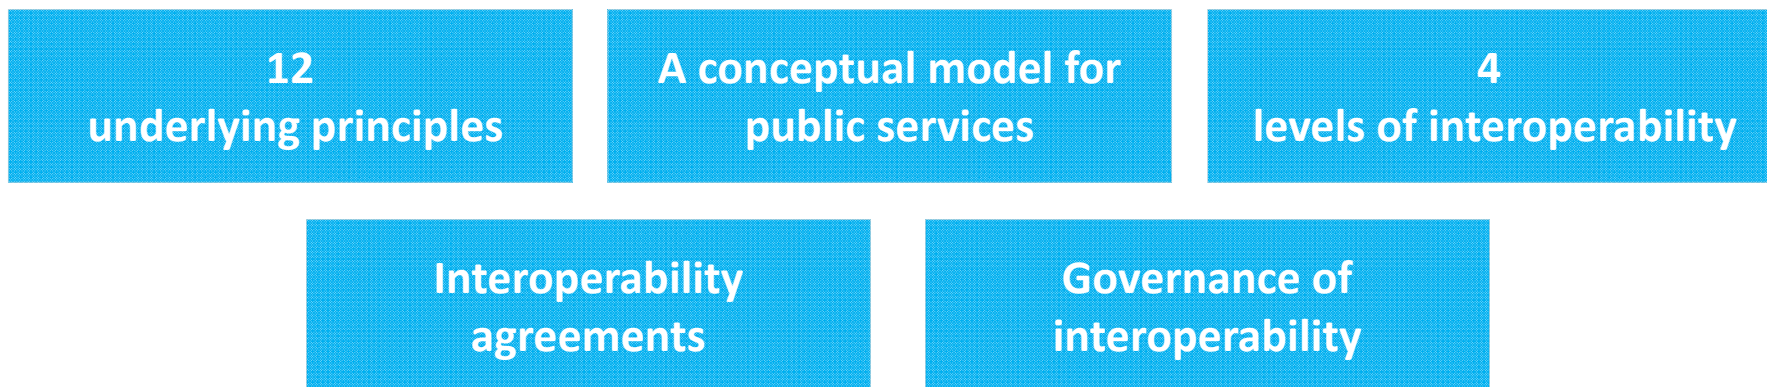 12
underlying principles
A conceptual model for
public services
4
levels of interoperability
Interoperability
agreements
Governance of
interoperability